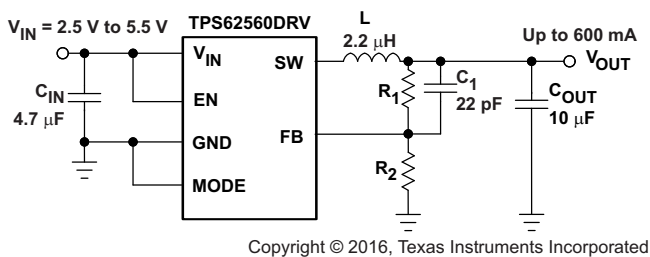 V_IN = 2.5 V to 5.5 V
TPS62560DRV
L
2.2 μH
Up to 600 mA
V_IN
SW
V_OUT
C_IN
4.7 μF
EN
R_1
C_1
22 pF
C_OUT
10 μF
GND
FB
MODE
R_2
Copyright © 2016, Texas Instruments Incorporated